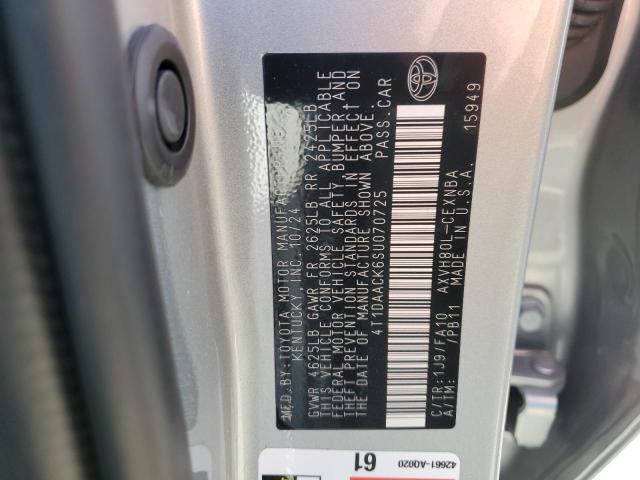 MFD.BY:TOYOTA MOTOR MANUFACTURING
KENTUCKY,INC. 10/24
GVWR 4625LB GAWR FR 2625LB RR 2425LB
THIS VEHICLE CONFORMS TO ALL APPLICABLE
FEDERAL MOTOR VEHICLE SAFETY, BUMPER,AND
THEFT PREVENTION STANDARDS IN EFFECT ON
THE DATE OF MANUFACTURE SHOWN ABOVE.
4T1DAACK6SU070725 PASS.CAR
C/TR:1J9/FA10 AXVH80L-CEXNBA
A/TM: /PB11 MADE IN U.S.A. 15949
61
42661-AQ020